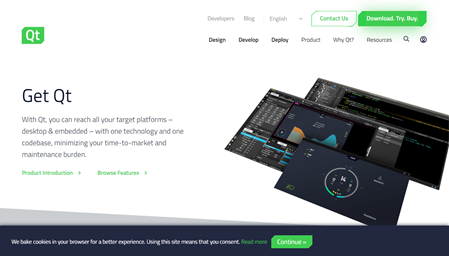 Developers Blog English Contact Us Download. Try. Buy.
Qt
Design Develop Deploy Product Why Qt? Resources
Get Qt
With Qt, you can reach all your target platforms –
desktop & embedded – with one technology and one
codebase, minimizing your time-to-market and
maintenance burden.
Product Introduction Browse Features
We bake cookies in your browser for a better experience. Using this site means that you consent. Read more Continue »